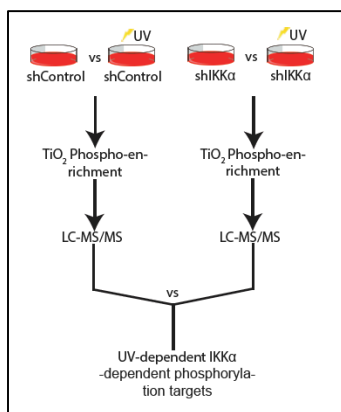 UV UV
vs vs
shControl shControl shIKKα shIKKα
TiO2 Phospho-en- TiO2 Phospho-en-
richment richment
LC-MS/MS LC-MS/MS
vs
UV-dependent IKKα
-dependent phosphoryla-
tion targets